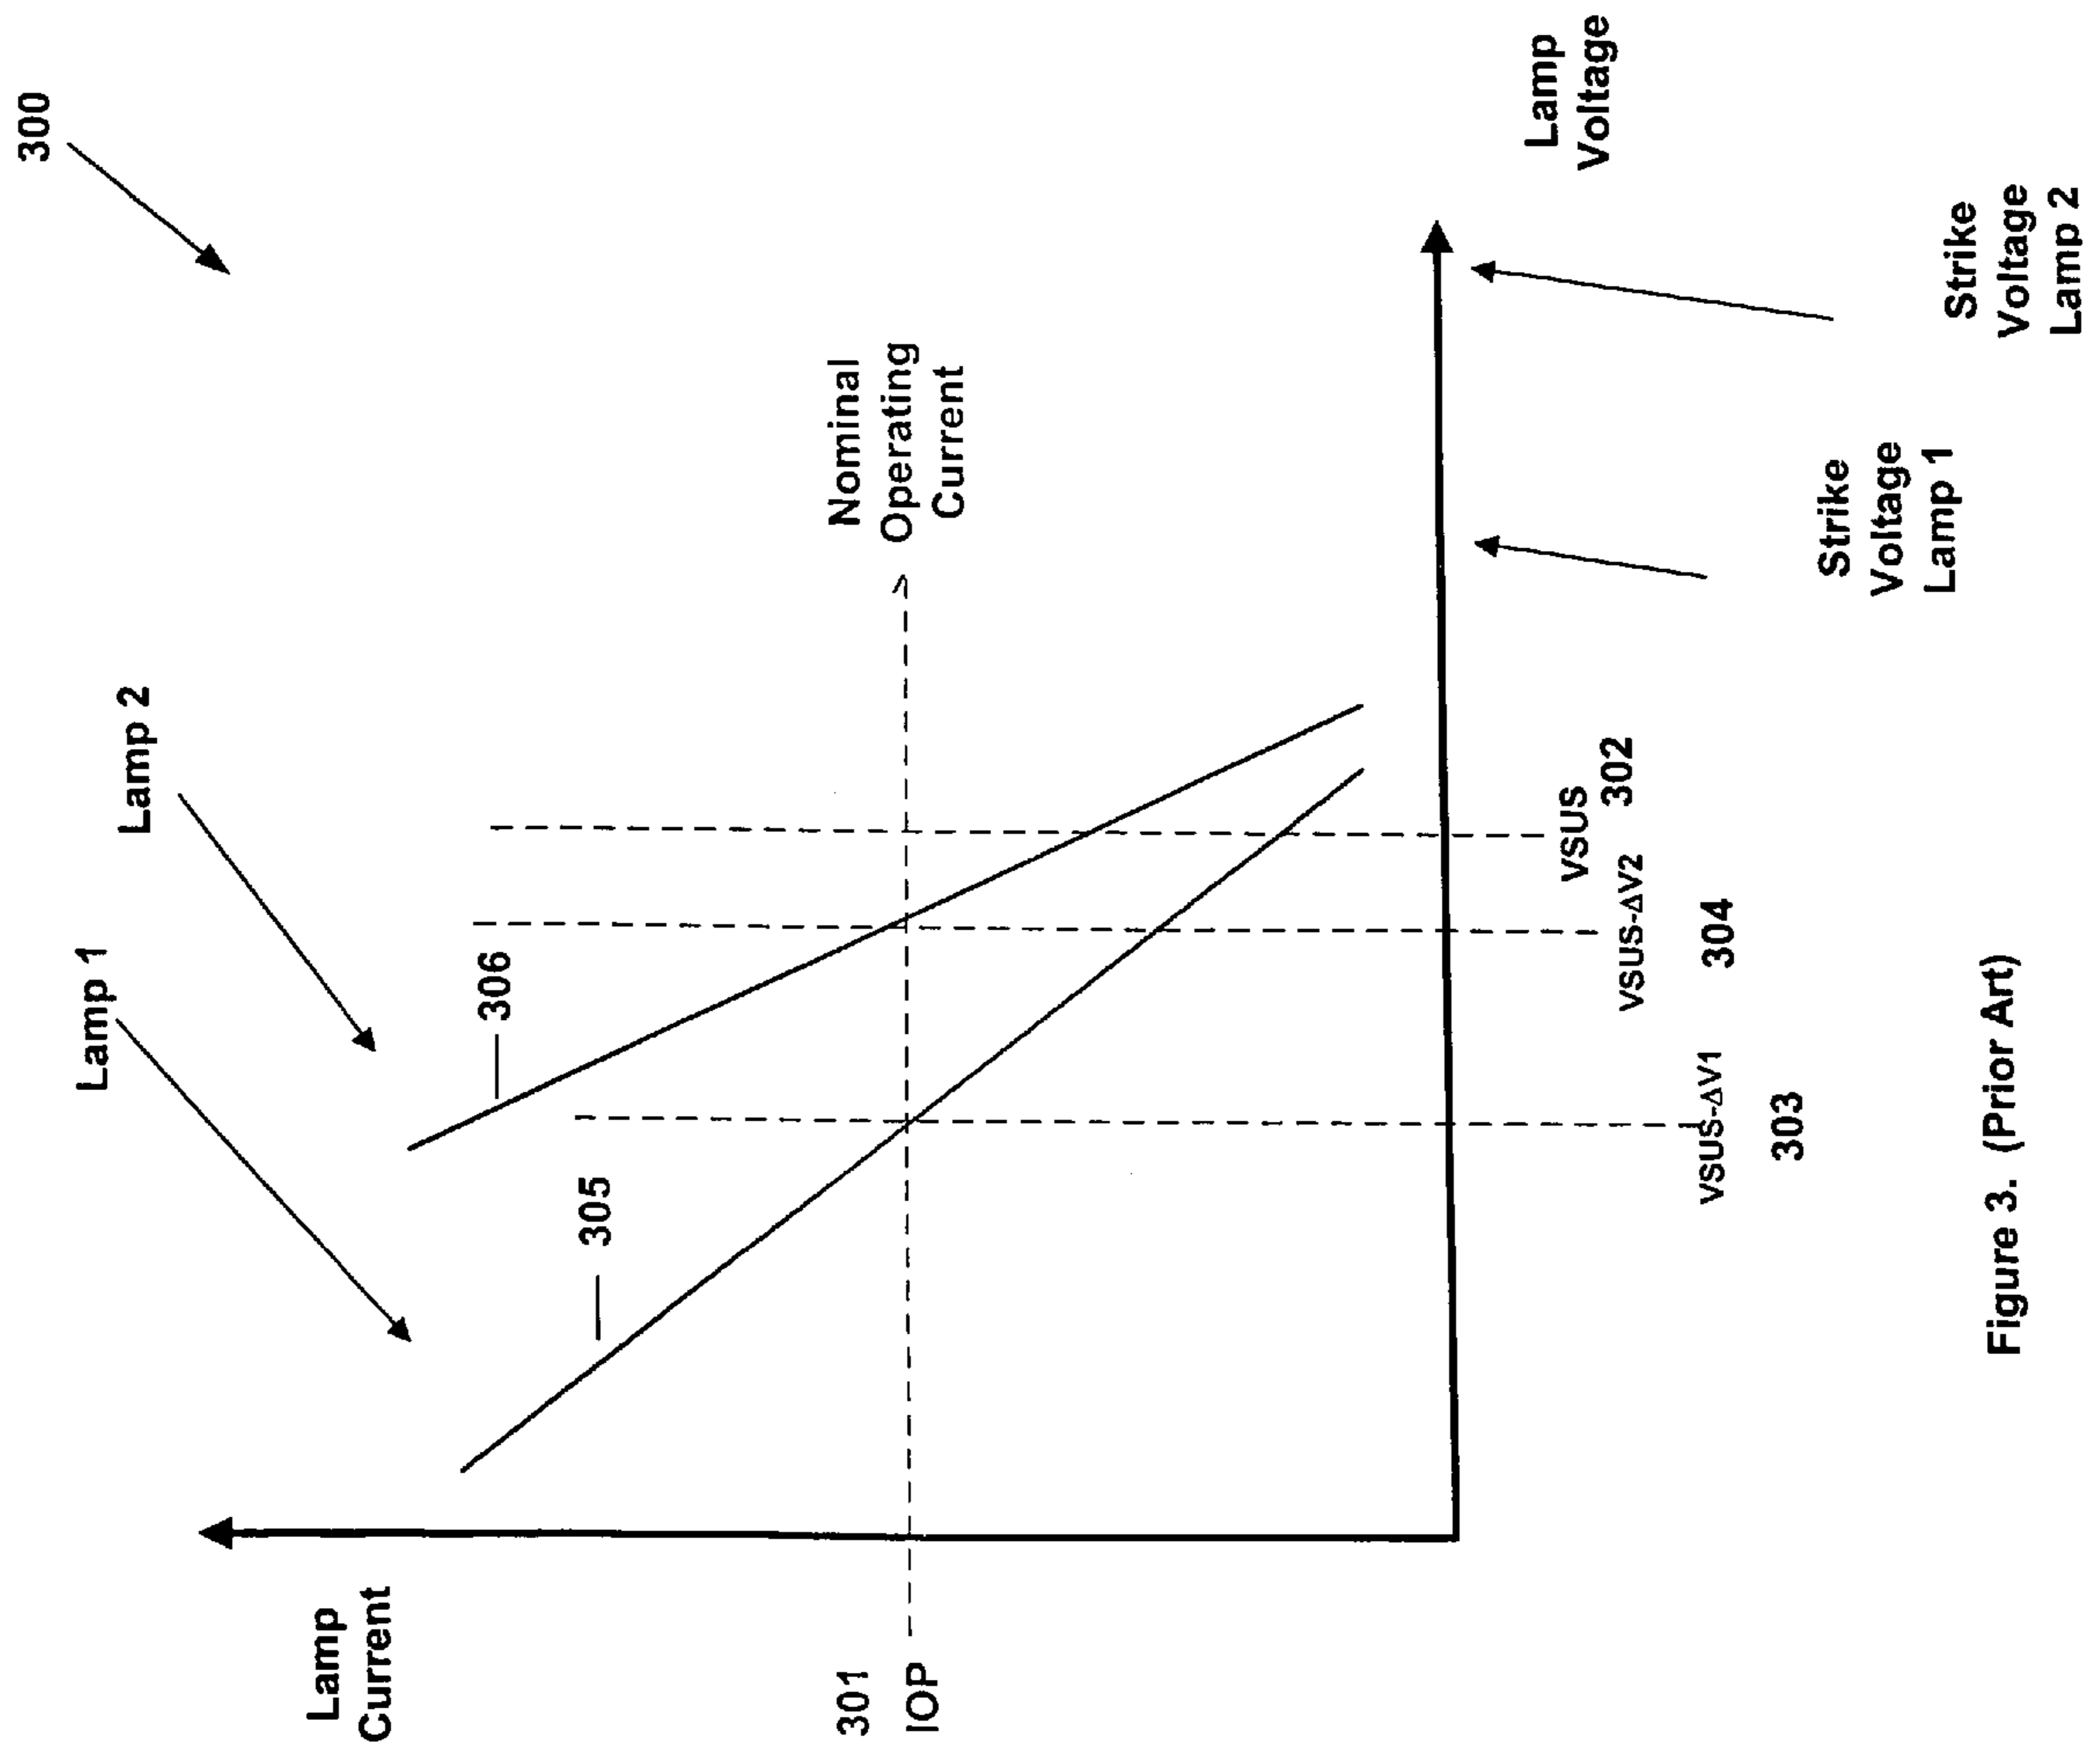 300
Lamp 1
Lamp 2
Lamp
Current
306
305
Nominal
Operating
Current
301
IOP
Lamp
Voltage
VSUS
302
VSUS-ΔV2
304
VSUS-ΔV1
303
Strike
Voltage
Lamp 1
Strike
Voltage
Lamp 2
Figure 3. (Prior Art)